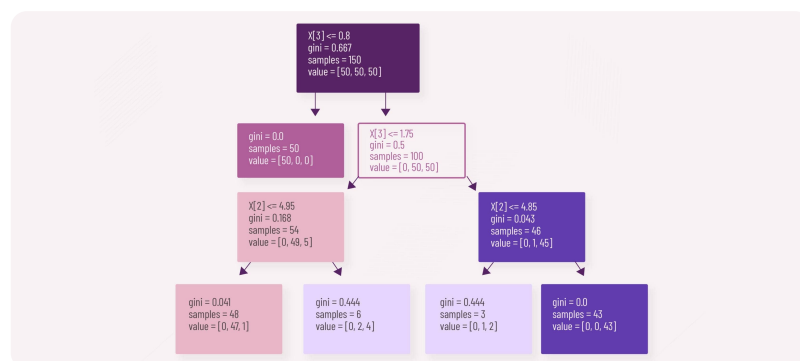 X[3] <= 0.8
gini = 0.667
samples = 150
value = [50, 50, 50]
gini = 0.0
samples = 50
value = [50, 0, 0]
X[3] <= 1.75
gini = 0.5
samples = 100
value = [0, 50, 50]
X[2] <= 4.95
gini = 0.168
samples = 54
value = [0, 49, 5]
X[2] <= 4.85
gini = 0.043
samples = 46
value = [0, 1, 45]
gini = 0.041
samples = 48
value = [0, 47, 1]
gini = 0.444
samples = 6
value = [0, 2, 4]
gini = 0.444
samples = 3
value = [0, 1, 2]
gini = 0.0
samples = 43
value = [0, 0, 43]